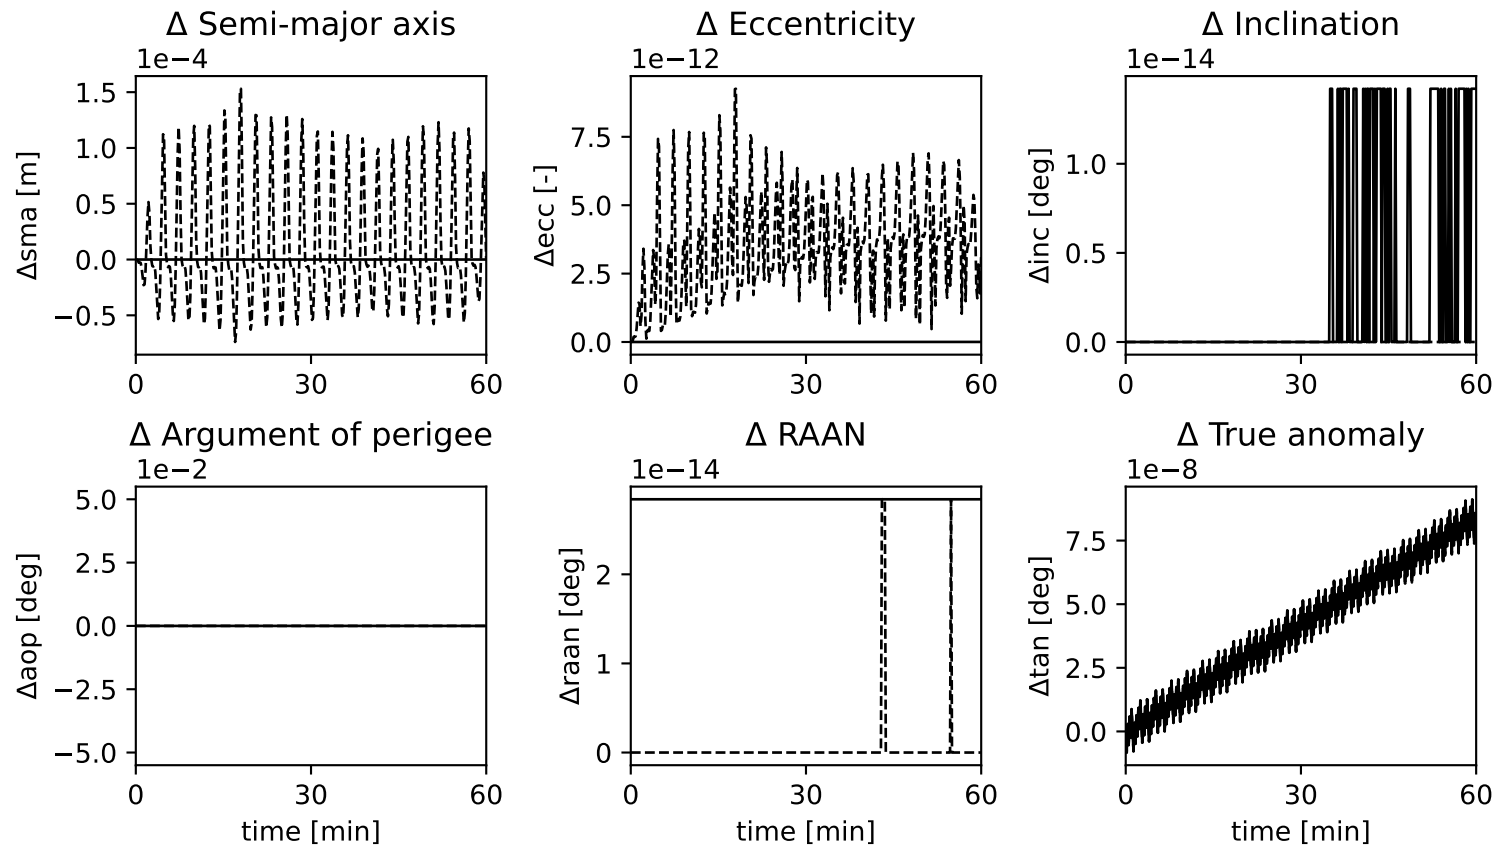 Δ Semi-major axis
1e−4
1.5
1.0
0.5
0.0
−0.5
Δsma [m]
0
30
60
Δ Eccentricity
1e−12
7.5
5.0
2.5
0.0
Δecc [-]
0
30
60
Δ Inclination
1e−14
1.0
0.5
0.0
Δinc [deg]
0
30
60
Δ Argument of perigee
1e−2
5.0
2.5
0.0
−2.5
−5.0
Δaop [deg]
0
30
60
time [min]
Δ RAAN
1e−14
2
1
0
Δraan [deg]
0
30
60
time [min]
Δ True anomaly
1e−8
7.5
5.0
2.5
0.0
Δtan [deg]
0
30
60
time [min]